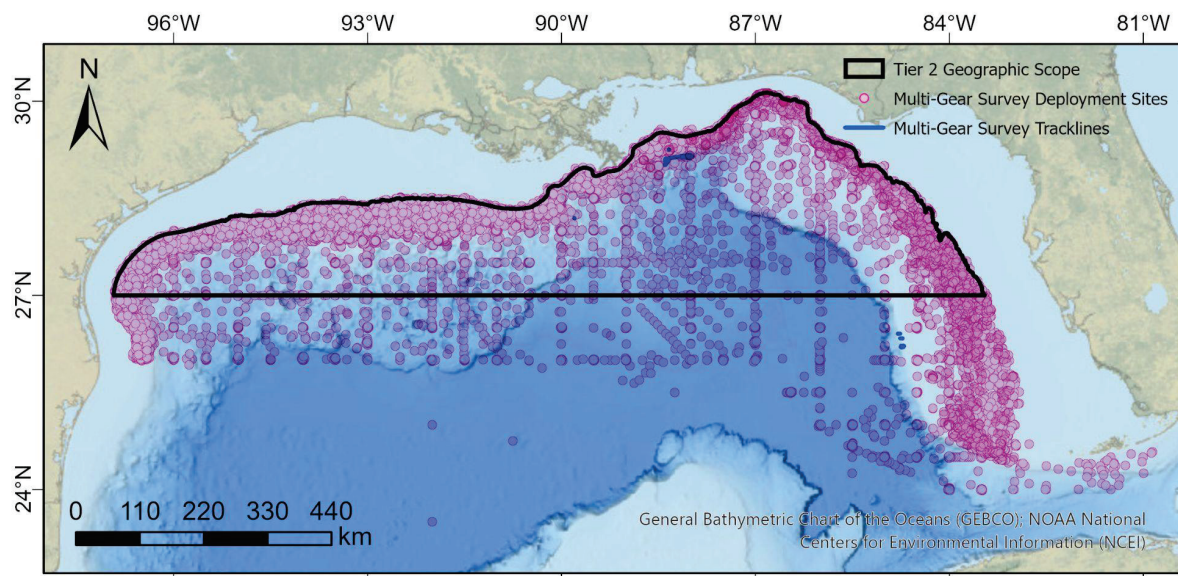 96°W 93°W 90°W 87°W 84°W 81°W
N
30°N
27°N
24°N
Tier 2 Geographic Scope
Multi-Gear Survey Deployment Sites
Multi-Gear Survey Tracklines
0 110 220 330 440
km
General Bathymetric Chart of the Oceans (GEBCO); NOAA National
Centers for Environmental Information (NCEI)